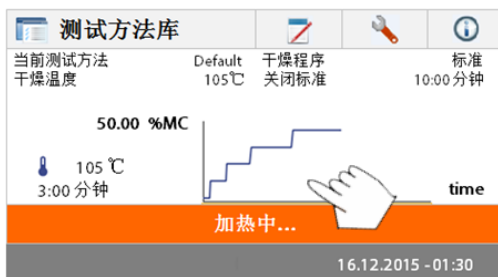 测试方法库
当前测试方法 Default 干燥程序 标准
干燥温度 105℃ 关闭标准 10:00 分钟
50.00 %MC
105 ℃
3:00 分钟
time
加热中...
16.12.2015 - 01:30